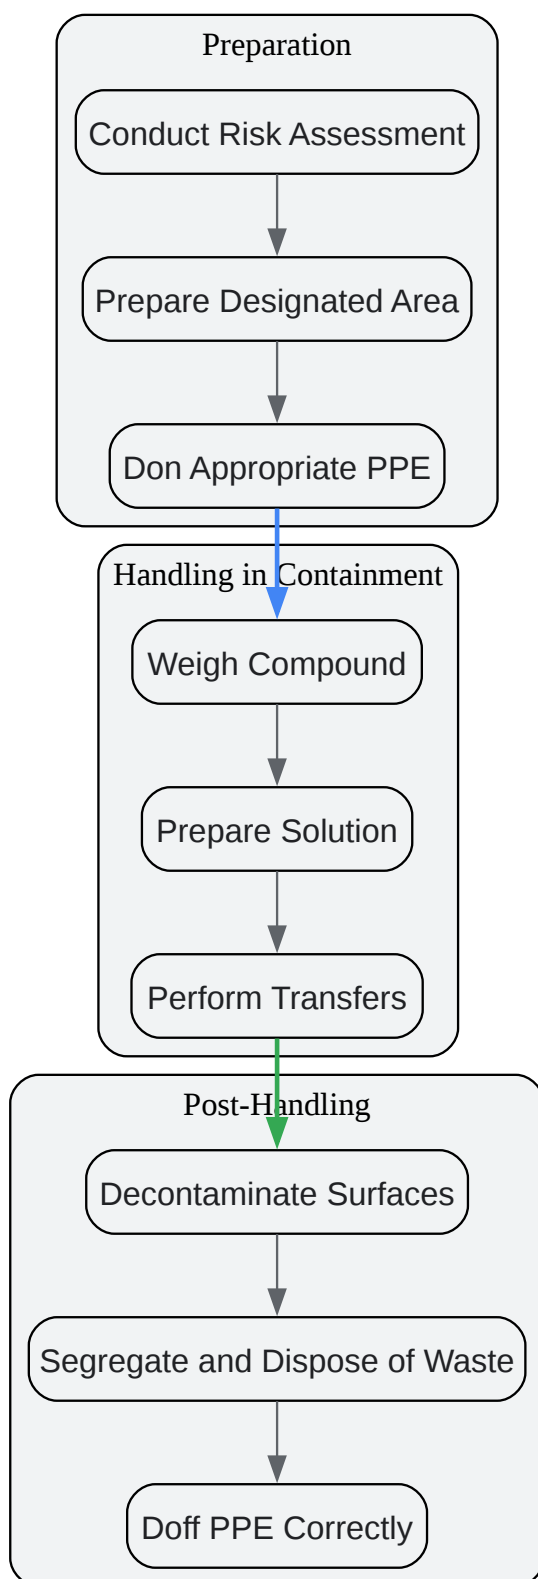 Preparation
Conduct Risk Assessment
Prepare Designated Area
Don Appropriate PPE
Handling in Containment
Weigh Compound
Prepare Solution
Perform Transfers
Post-Handling
Decontaminate Surfaces
Segregate and Dispose of Waste
Doff PPE Correctly